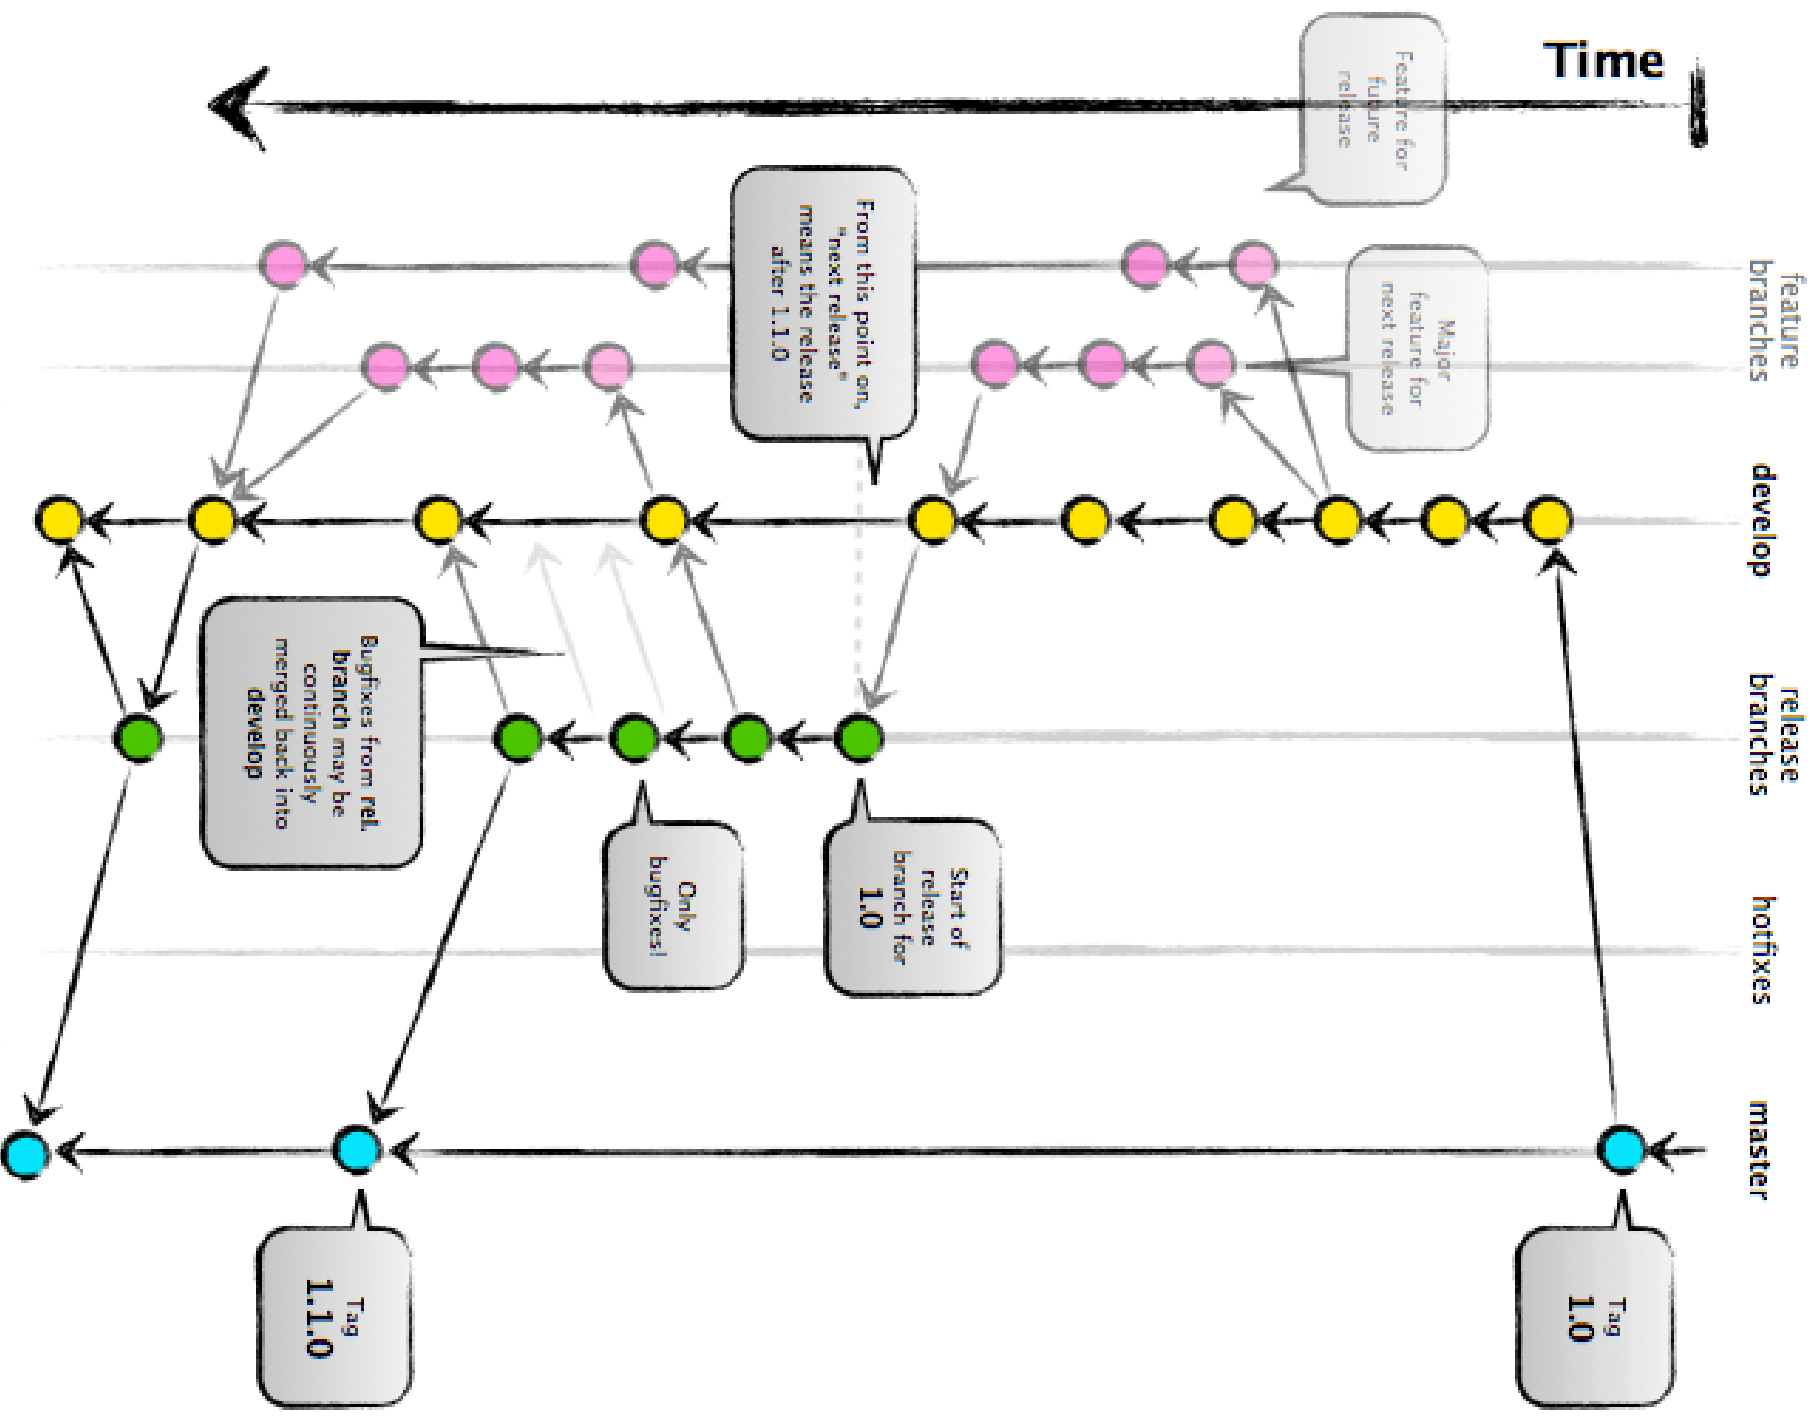 Time
feature
branches
develop
release
branches
hotfixes
master
Feature for
future
release
Major
feature for
next release
From this point on,
"next release"
means the release
after 1.1.0
Bugfixes from rel.
branch may be
continuously
merged back into
develop
Only
bugfixes!
Start of
release
branch for
1.0
Tag
1.1.0
Tag
1.0